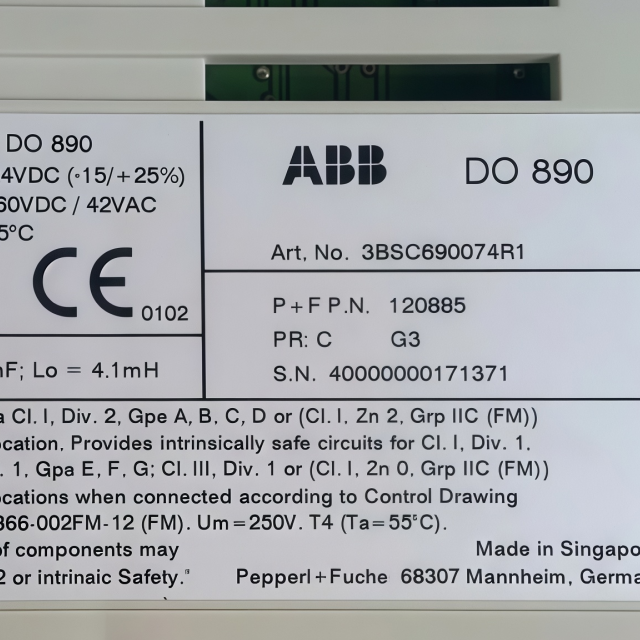 DO 890
4VDC (-15/+25%)
60VDC / 42VAC
5°C
CE 0102
nF; Lo = 4.1mH
ABB DO 890
Art, No. 3BSC690074R1
P+F P.N. 120885
PR: C G3
S.N. 40000000171371
a Cl. I, Div. 2, Gpe A, B, C, D or (Cl. I, Zn 2, Grp IIC (FM))
ocation, Provides intrinsically safe circuits for Cl. I, Div. 1,
. 1, Gpa E, F, G; Cl. III, Div. 1 or (Cl. I, 2n 0, Grp IIC (FM))
ocations when connected according to Control Drawing
366-002FM-12 (FM). Um=250V. T4 (Ta=55°C).
of components may
2 or intrinaic Safety."
Made in Singapo
Pepperl+Fuche 68307 Mannheim, Germa